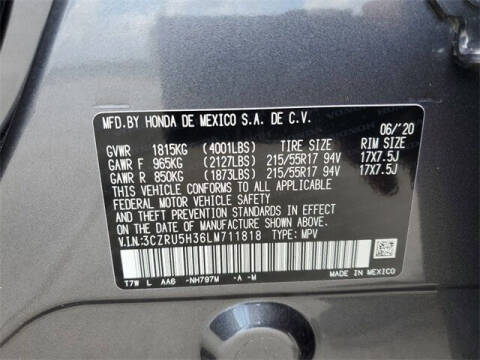 MFD.BY HONDA DE MEXICO S.A. DE C.V.
06/'20
GVWR 1815KG (4001LBS) TIRE SIZE RIM SIZE
GAWR F 965KG (2127LBS) 215/55R17 94V 17X7.5J
GAWR R 850KG (1873LBS) 215/55R17 94V 17X7.5J
THIS VEHICLE CONFORMS TO ALL APPLICABLE
FEDERAL MOTOR VEHICLE SAFETY
AND THEFT PREVENTION STANDARDS IN EFFECT
ON THE DATE OF MANUFACTURE SHOWN ABOVE.
V.I.N.:3CZRU5H36LM711818 TYPE: MPV
T7W L AA6 -NH797M -A -M
MADE IN MEXICO